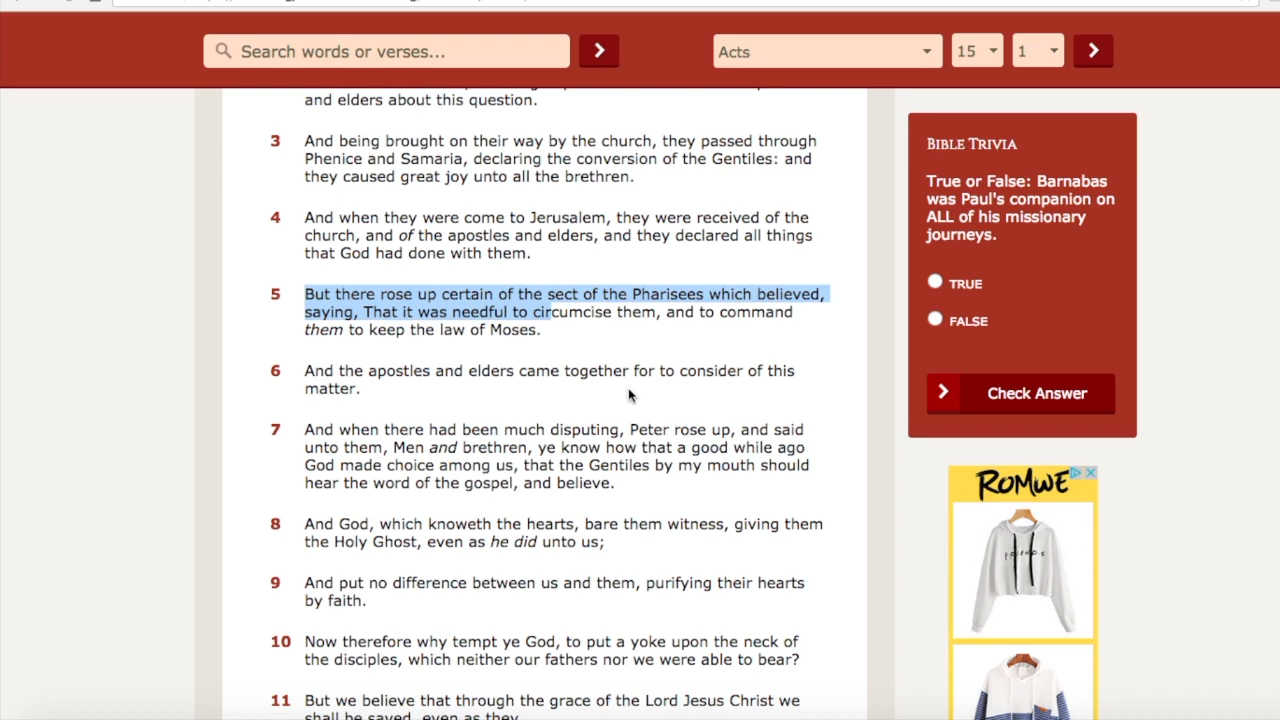 Search words or verses...
Acts
15
1
and elders about this question.
3 And being brought on their way by the church, they passed through
Phenice and Samaria, declaring the conversion of the Gentiles: and
they caused great joy unto all the brethren.
4 And when they were come to Jerusalem, they were received of the
church, and of the apostles and elders, and they declared all things
that God had done with them.
5 But there rose up certain of the sect of the Pharisees which believed,
saying, That it was needful to circumcise them, and to command
them to keep the law of Moses.
6 And the apostles and elders came together for to consider of this
matter.
7 And when there had been much disputing, Peter rose up, and said
unto them, Men and brethren, ye know how that a good while ago
God made choice among us, that the Gentiles by my mouth should
hear the word of the gospel, and believe.
8 And God, which knoweth the hearts, bare them witness, giving them
the Holy Ghost, even as he did unto us;
9 And put no difference between us and them, purifying their hearts
by faith.
10 Now therefore why tempt ye God, to put a yoke upon the neck of
the disciples, which neither our fathers nor we were able to bear?
11 But we believe that through the grace of the Lord Jesus Christ we
shall be saved, even as they.
BIBLE TRIVIA
True or False: Barnabas
was Paul's companion on
ALL of his missionary
journeys.
TRUE
FALSE
Check Answer
ROMWE
FRIENDS